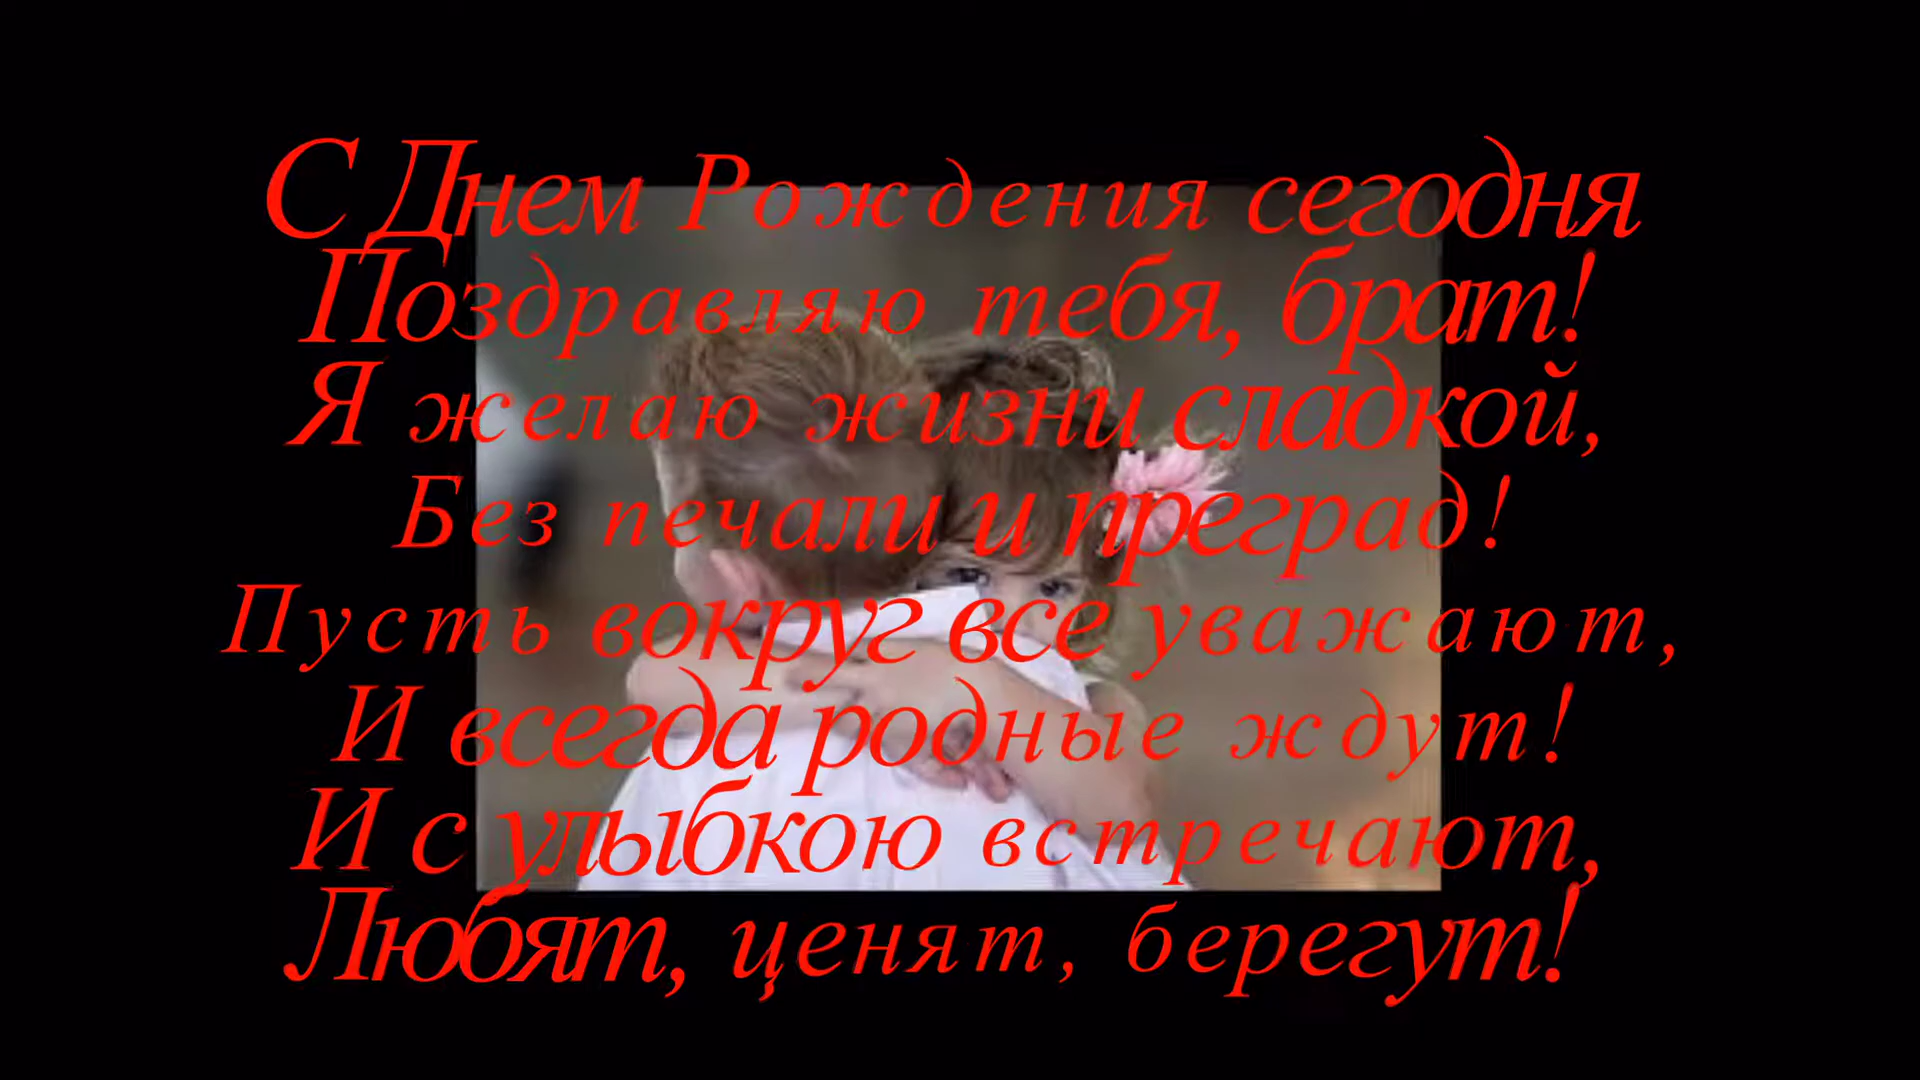 С Днем Рождения сегодня
Поздравляю тебя, брат!
Я желаю жизни сладкой,
Без печали и преград!
Пусть вокруг все уважают,
И всегда родные ждут!
И с улыбкою встречают,
Любят, ценят, берегут!